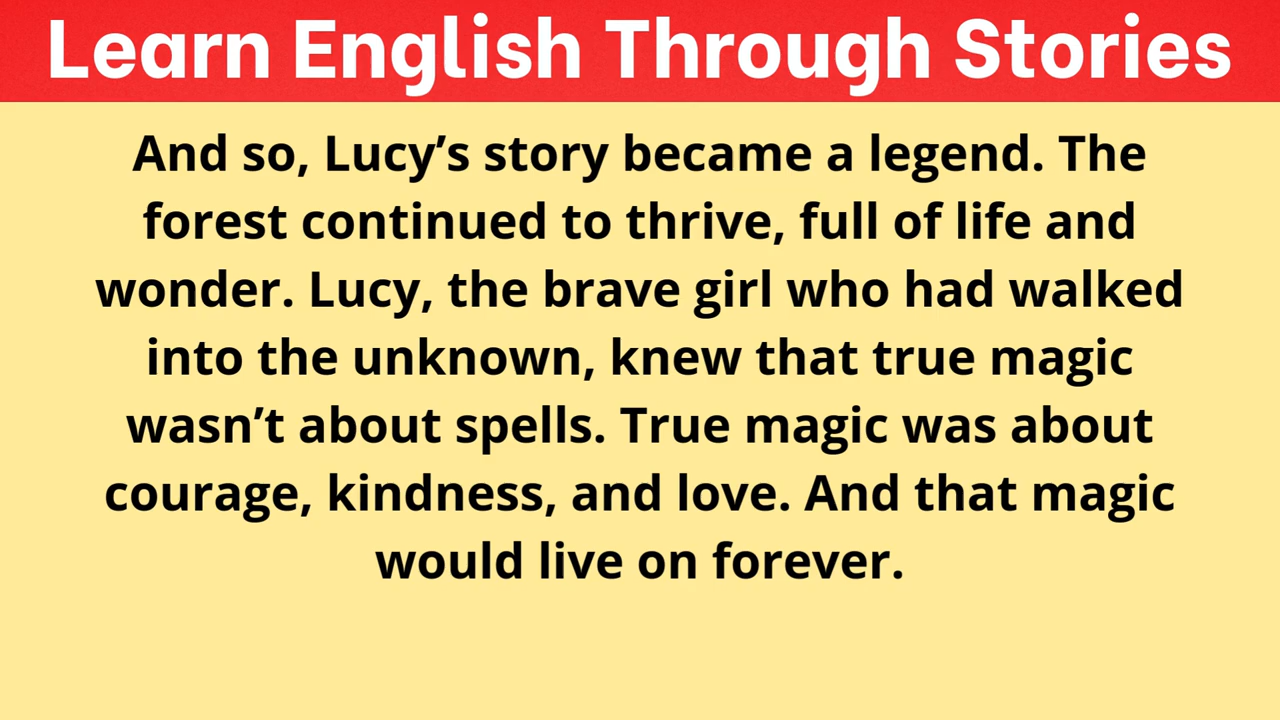 Learn English Through Stories
And so, Lucy’s story became a legend. The
forest continued to thrive, full of life and
wonder. Lucy, the brave girl who had walked
into the unknown, knew that true magic
wasn’t about spells. True magic was about
courage, kindness, and love. And that magic
would live on forever.